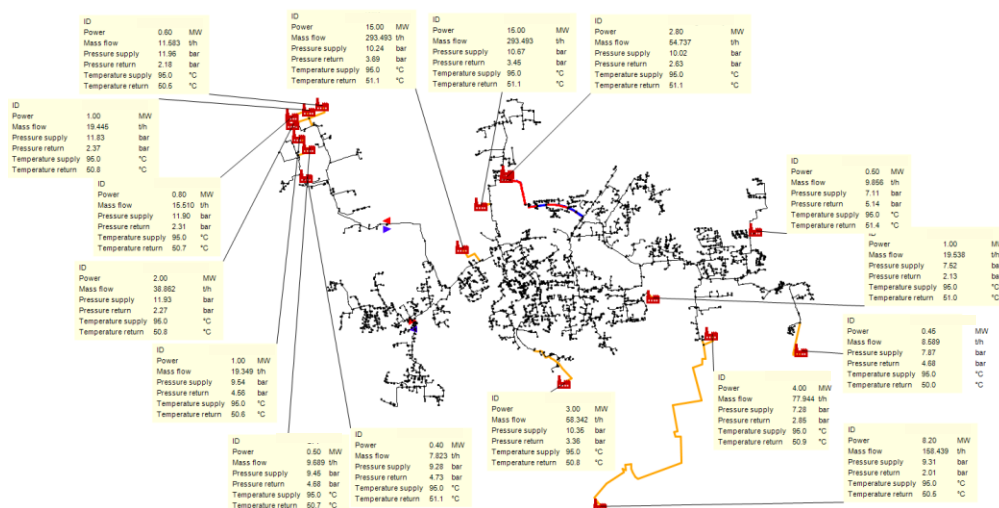 ID
Power 0.60 MW
Mass flow 11.583 t/h
Pressure supply 11.96 bar
Pressure return 2.18 bar
Temperature supply 95.0 °C
Temperature return 50.5 °C
ID
Power 15.00 MW
Mass flow 293.493 t/h
Pressure supply 10.24 bar
Pressure return 3.69 bar
Temperature supply 95.0 °C
Temperature return 51.1 °C
ID
Power 15.00 MW
Mass flow 293.493 t/h
Pressure supply 10.67 bar
Pressure return 3.46 bar
Temperature supply 95.0 °C
Temperature return 51.1 °C
ID
Power 2.80 MW
Mass flow 54.737 t/h
Pressure supply 10.02 bar
Pressure return 2.63 bar
Temperature supply 95.0 °C
Temperature return 51.1 °C
ID
Power 1.00 MW
Mass flow 19.445 t/h
Pressure supply 11.83 bar
Pressure return 2.37 bar
Temperature supply 95.0 °C
Temperature return 50.8 °C
ID
Power 0.80 MW
Mass flow 15.510 t/h
Pressure supply 11.90 bar
Pressure return 2.31 bar
Temperature supply 95.0 °C
Temperature return 50.7 °C
ID
Power 0.50 MW
Mass flow 9.856 t/h
Pressure supply 7.11 bar
Pressure return 5.14 bar
Temperature supply 95.0 °C
Temperature return 51.4 °C
ID
Power 1.00 MW
Mass flow 19.538 t/h
Pressure supply 7.52 bar
Pressure return 2.13 bar
Temperature supply 95.0 °C
Temperature return 51.0 °C
ID
Power 2.00 MW
Mass flow 38.862 t/h
Pressure supply 11.93 bar
Pressure return 2.27 bar
Temperature supply 95.0 °C
Temperature return 50.8 °C
ID
Power 0.45 MW
Mass flow 8.589 t/h
Pressure supply 7.87 bar
Pressure return 4.68 bar
Temperature supply 95.0 °C
Temperature return 50.0 °C
ID
Power 1.00 MW
Mass flow 19.349 t/h
Pressure supply 9.54 bar
Pressure return 4.56 bar
Temperature supply 95.0 °C
Temperature return 50.6 °C
ID
Power 4.00 MW
Mass flow 77.944 t/h
Pressure supply 7.28 bar
Pressure return 2.85 bar
Temperature supply 95.0 °C
Temperature return 50.9 °C
ID
Power 3.00 MW
Mass flow 58.342 t/h
Pressure supply 10.36 bar
Pressure return 3.36 bar
Temperature supply 95.0 °C
Temperature return 50.8 °C
ID
Power 8.20 MW
Mass flow 158.439 t/h
Pressure supply 9.31 bar
Pressure return 2.01 bar
Temperature supply 95.0 °C
Temperature return 50.5 °C
ID
Power 0.50 MW
Mass flow 9.689 t/h
Pressure supply 9.46 bar
Pressure return 4.68 bar
Temperature supply 95.0 °C
Temperature return 50.7 °C
ID
Power 0.40 MW
Mass flow 7.823 t/h
Pressure supply 9.28 bar
Pressure return 4.73 bar
Temperature supply 95.0 °C
Temperature return 51.1 °C